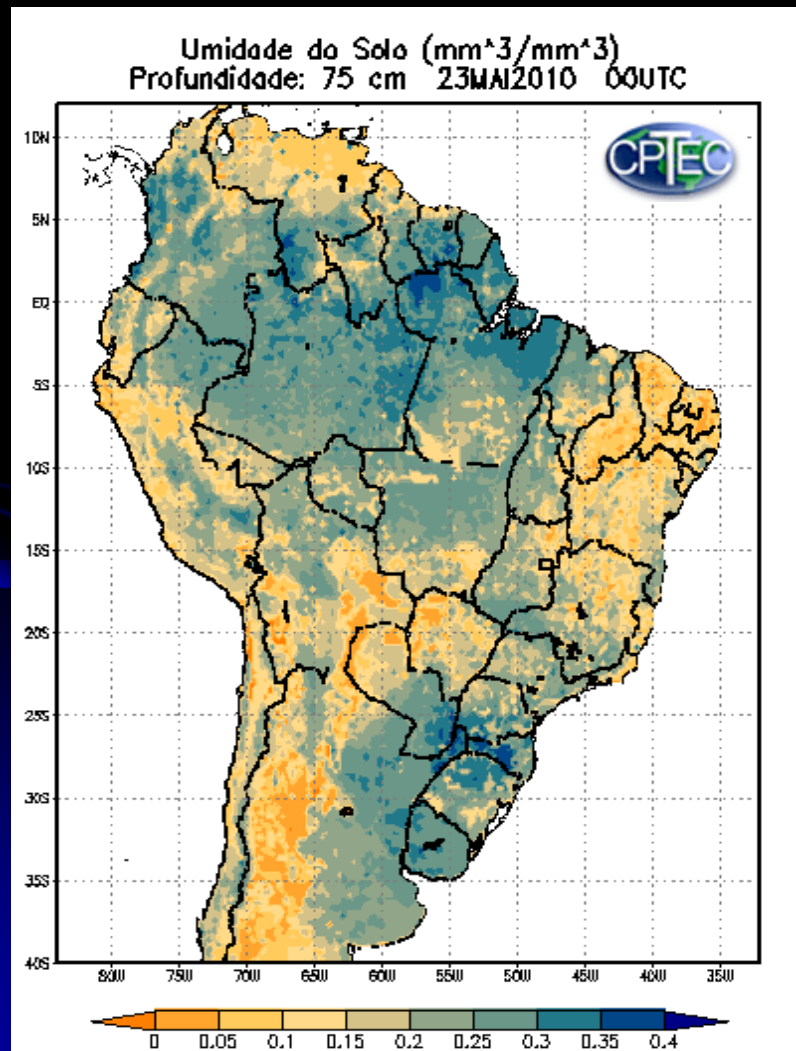 Umidade do Solo (mm^3/mm^3)
Profundidade: 75 cm 23MAI2010 00UTC
CPTEC
10N
5N
EQ
5S
10S
15S
20S
25S
30S
35S
40S
80W 75W 70W 65W 60W 55W 50W 45W 40W 35W
0 0.05 0.1 0.15 0.2 0.25 0.3 0.35 0.4